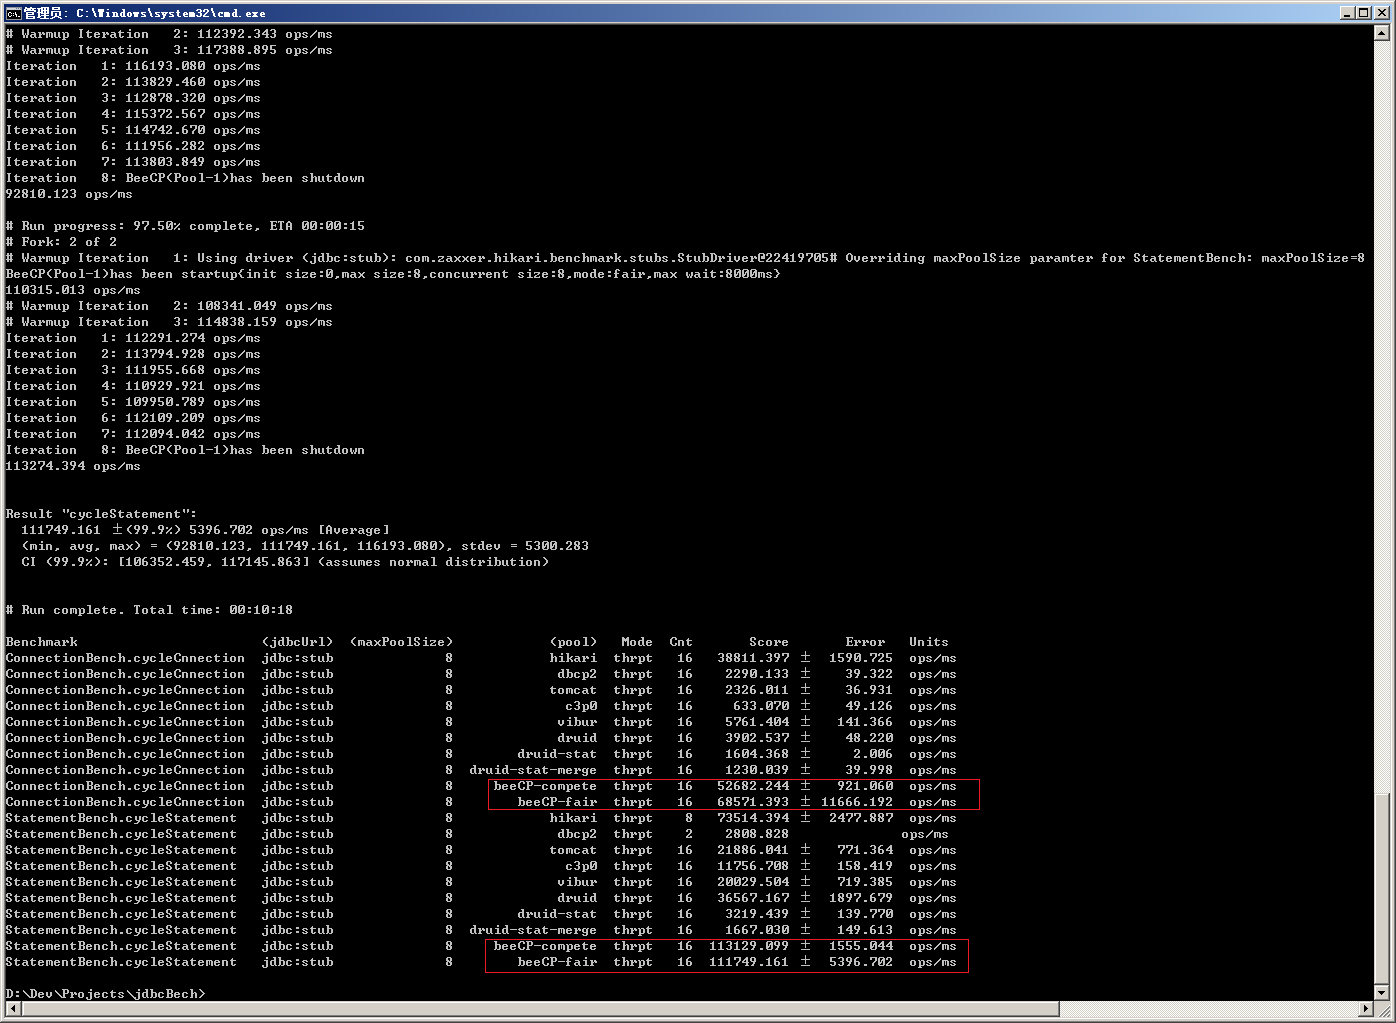 管理员: C:\Windows\system32\cmd.exe
# Warmup Iteration   2: 112392.343 ops/ms
# Warmup Iteration   3: 117388.895 ops/ms
Iteration   1: 116193.080 ops/ms
Iteration   2: 113829.460 ops/ms
Iteration   3: 112878.320 ops/ms
Iteration   4: 115372.567 ops/ms
Iteration   5: 114742.670 ops/ms
Iteration   6: 111956.282 ops/ms
Iteration   7: 113803.849 ops/ms
Iteration   8: BeeCP(Pool-1)has been shutdown
92810.123 ops/ms
# Run progress: 97.50% complete, ETA 00:00:15
# Fork: 2 of 2
# Warmup Iteration   1: Using driver (jdbc:stub): com.zaxxer.hikari.benchmark.stubs.StubDriver@22419705# Overriding maxPoolSize paramter for StatementBench: maxPoolSize=8
BeeCP(Pool-1)has been startup{init size:0,max size:8,concurrent size:8,mode:fair,max wait:8000ms}
110315.013 ops/ms
# Warmup Iteration   2: 108341.049 ops/ms
# Warmup Iteration   3: 114838.159 ops/ms
Iteration   1: 112291.274 ops/ms
Iteration   2: 113794.928 ops/ms
Iteration   3: 111955.668 ops/ms
Iteration   4: 110929.921 ops/ms
Iteration   5: 109950.789 ops/ms
Iteration   6: 112109.209 ops/ms
Iteration   7: 112094.042 ops/ms
Iteration   8: BeeCP(Pool-1)has been shutdown
113274.394 ops/ms
Result "cycleStatement":
  111749.161 ±(99.9%) 5396.702 ops/ms [Average]
  (min, avg, max) = (92810.123, 111749.161, 116193.080), stdev = 5300.283
  CI (99.9%): [106352.459, 117145.863] (assumes normal distribution)
# Run complete. Total time: 00:10:18
Benchmark (jdbcUrl) (maxPoolSize) (pool) Mode Cnt Score Error Units
ConnectionBench.cycleCnnection jdbc:stub 8 hikari thrpt 16 38811.397 ± 1590.725 ops/ms
ConnectionBench.cycleCnnection jdbc:stub 8 dbcp2 thrpt 16 2290.133 ± 39.322 ops/ms
ConnectionBench.cycleCnnection jdbc:stub 8 tomcat thrpt 16 2326.011 ± 36.931 ops/ms
ConnectionBench.cycleCnnection jdbc:stub 8 c3p0 thrpt 16 633.070 ± 49.126 ops/ms
ConnectionBench.cycleCnnection jdbc:stub 8 vibur thrpt 16 5761.404 ± 141.366 ops/ms
ConnectionBench.cycleCnnection jdbc:stub 8 druid thrpt 16 3902.537 ± 48.220 ops/ms
ConnectionBench.cycleCnnection jdbc:stub 8 druid-stat thrpt 16 1604.368 ± 2.006 ops/ms
ConnectionBench.cycleCnnection jdbc:stub 8 druid-stat-merge thrpt 16 1230.039 ± 39.998 ops/ms
ConnectionBench.cycleCnnection jdbc:stub 8 beeCP-compete thrpt 16 52682.244 ± 921.060 ops/ms
ConnectionBench.cycleCnnection jdbc:stub 8 beeCP-fair thrpt 16 68571.393 ± 11666.192 ops/ms
StatementBench.cycleStatement jdbc:stub 8 hikari thrpt 8 73514.394 ± 2477.887 ops/ms
StatementBench.cycleStatement jdbc:stub 8 dbcp2 thrpt 2 2808.828 ops/ms
StatementBench.cycleStatement jdbc:stub 8 tomcat thrpt 16 21886.041 ± 771.364 ops/ms
StatementBench.cycleStatement jdbc:stub 8 c3p0 thrpt 16 11756.708 ± 158.419 ops/ms
StatementBench.cycleStatement jdbc:stub 8 vibur thrpt 16 20029.504 ± 719.385 ops/ms
StatementBench.cycleStatement jdbc:stub 8 druid thrpt 16 36567.167 ± 1897.679 ops/ms
StatementBench.cycleStatement jdbc:stub 8 druid-stat thrpt 16 3219.439 ± 139.770 ops/ms
StatementBench.cycleStatement jdbc:stub 8 druid-stat-merge thrpt 16 1667.030 ± 149.613 ops/ms
StatementBench.cycleStatement jdbc:stub 8 beeCP-compete thrpt 16 113129.099 ± 1555.044 ops/ms
StatementBench.cycleStatement jdbc:stub 8 beeCP-fair thrpt 16 111749.161 ± 5396.702 ops/ms
D:\Dev\Projects\jdbcBech>